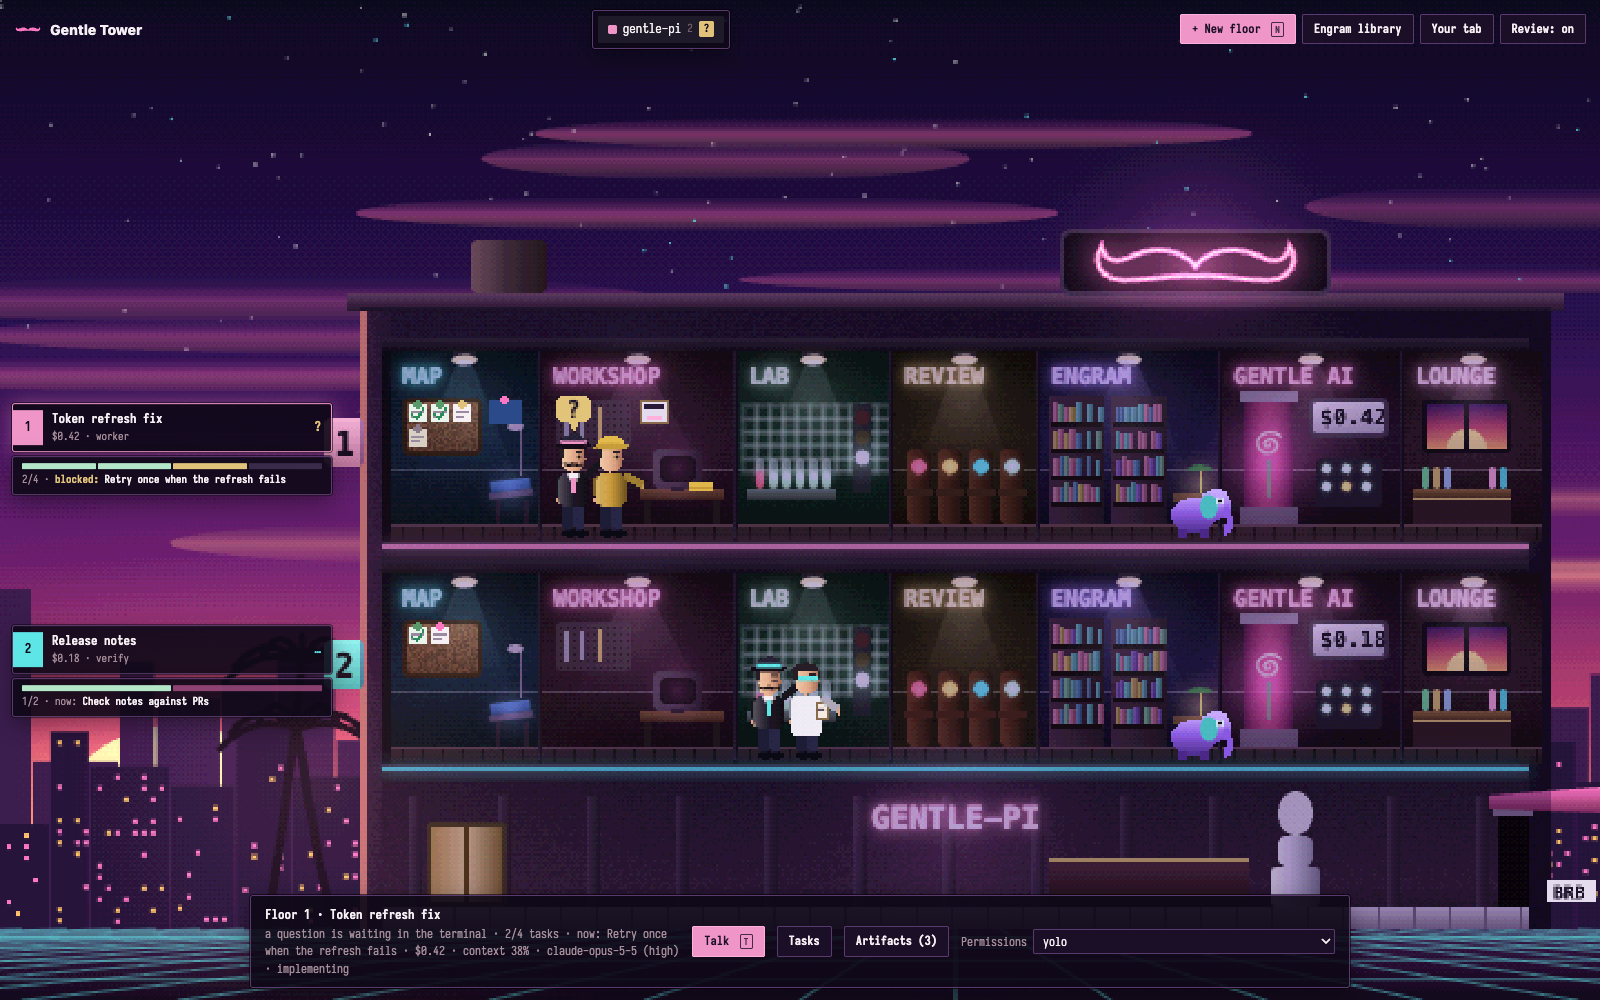 Gentle Tower
gentle-pi 2 ?
+ New floor N
Engram library
Your tab
Review: on
MAP
WORKSHOP
LAB
REVIEW
ENGRAM
GENTLE AI
LOUNGE
?
$0.42
1
Token refresh fix
$0.42 · worker
?
1
2/4 · blocked: Retry once when the refresh fails
MAP
WORKSHOP
LAB
REVIEW
ENGRAM
GENTLE AI
LOUNGE
$0.18
2
Release notes
$0.18 · verify
2
1/2 · now: Check notes against PRs
GENTLE-PI
BRB
Floor 1 · Token refresh fix
a question is waiting in the terminal · 2/4 tasks · now: Retry once
when the refresh fails · $0.42 · context 38% · claude-opus-5-5 (high)
· implementing
Talk T
Tasks
Artifacts (3)
Permissions
yolo